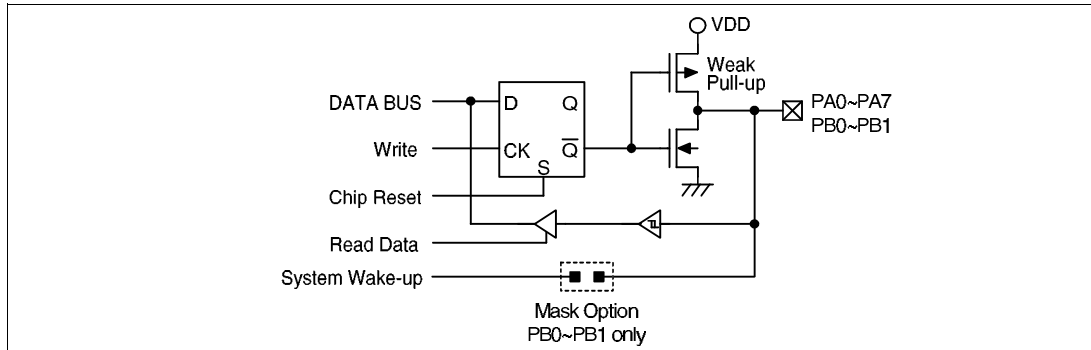 VDD
Weak
Pull-up
DATA BUS
D
Q
PA0~PA7
PB0~PB1
Write
CK
Q̅
S
Chip Reset
Read Data
System Wake-up
Mask Option
PB0~PB1 only